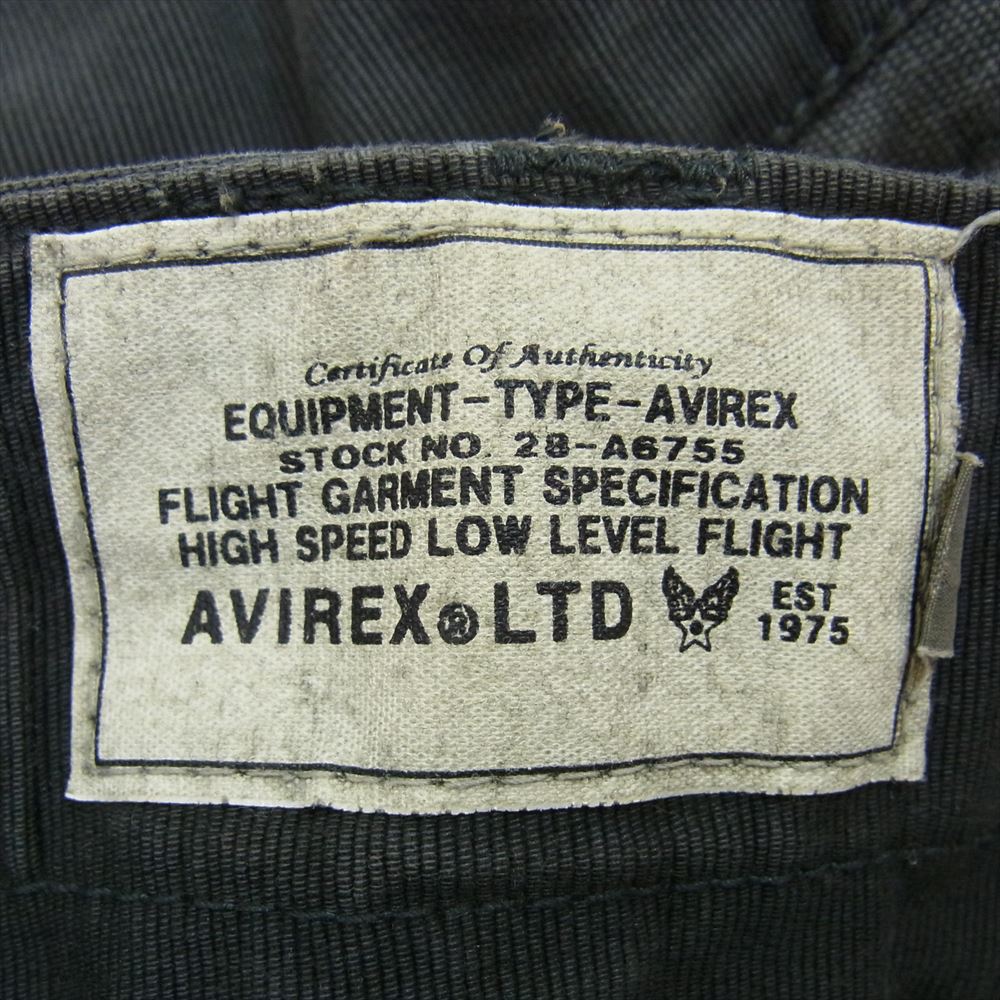 Certificate Of Authenticity
EQUIPMENT-TYPE-AVIREX
STOCK NO. 28-A6755
FLIGHT GARMENT SPECIFICATION
HIGH SPEED LOW LEVEL FLIGHT
AVIREX® LTD EST 1975